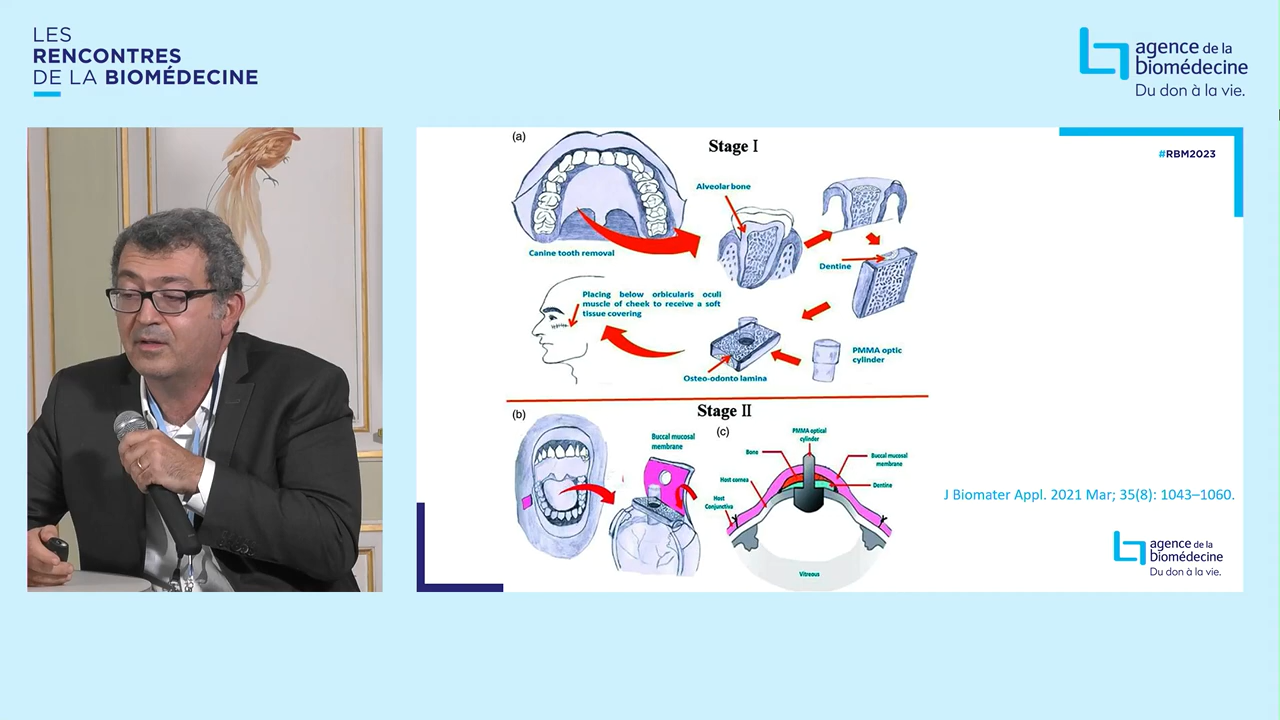 LES
RENCONTRES
DE LA BIOMÉDECINE
agence de la
biomédecine
Du don à la vie.
#RBM2023
(a)
Stage I
Alveolar bone
Canine tooth removal
Dentine
Placing below orbicularis oculi
muscle of cheek to receive a soft
tissue covering
PMMA optic
cylinder
Osteo-odonto lamina
(b)
Stage II
Buccal mucosal
membrane
(c)
PMMA optical
cylinder
Bone
Buccal mucosal
membrane
Host cornea
Dentine
Host
Conjunctiva
Vitreous
J Biomater Appl. 2021 Mar; 35(8): 1043–1060.
agence de la
biomédecine
Du don à la vie.